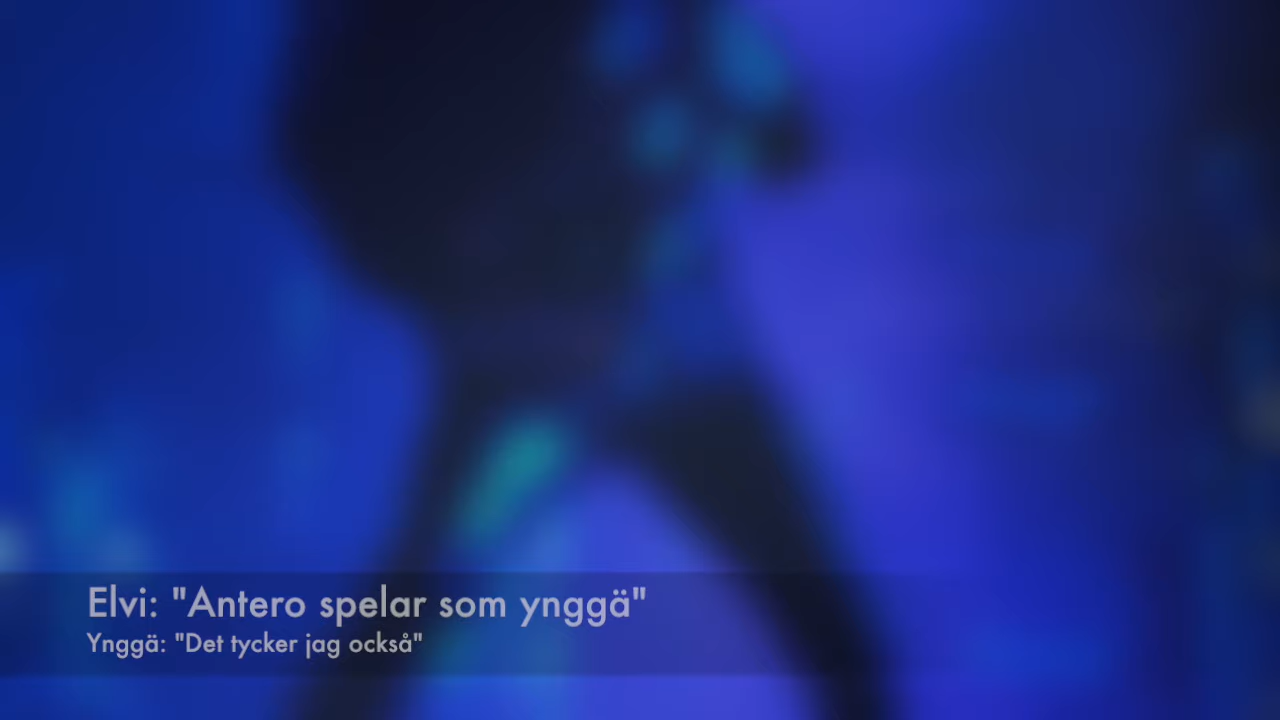 Elvi: "Antero spelar som ynggä"
Ynggä: "Det tycker jag också"